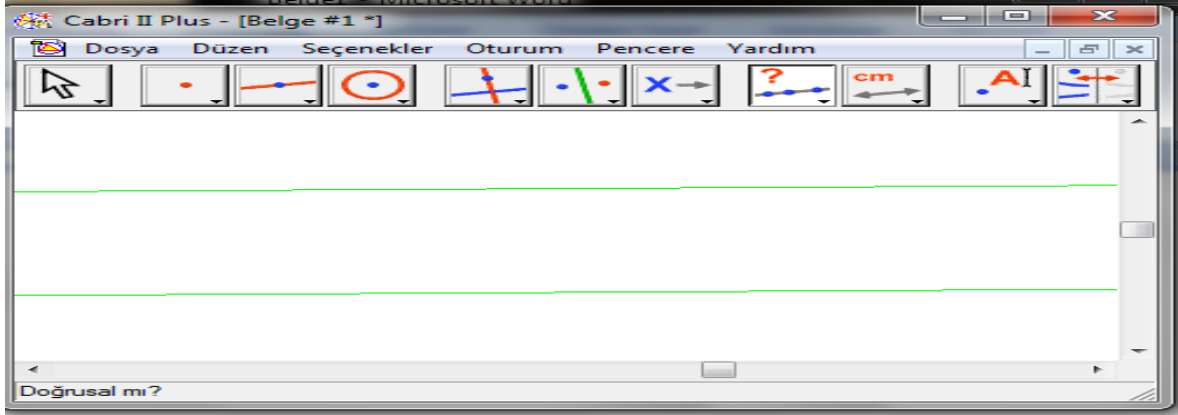 Cabri II Plus - [Belge #1 *]
Dosya Düzen Seçenekler Oturum Pencere Yardım
X ? cm A
Doğrusal mı?